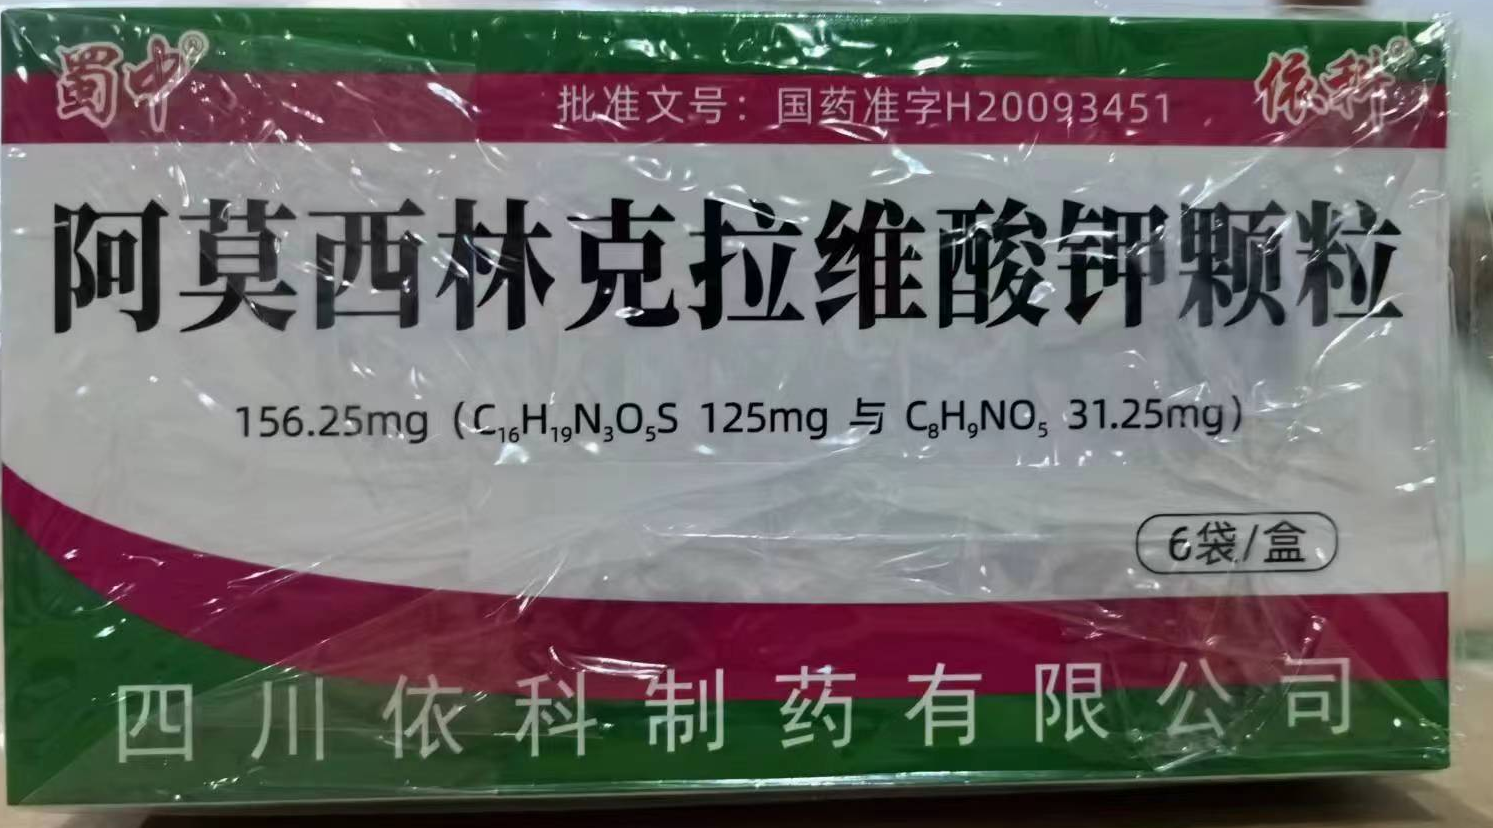 蜀中®
批准文号：国药准字H20093451
依科®
阿莫西林克拉维酸钾颗粒
156.25mg（C₁₆H₁₉N₃O₅S 125mg 与 C₈H₉NO₅ 31.25mg）
6袋/盒
四川依科制药有限公司